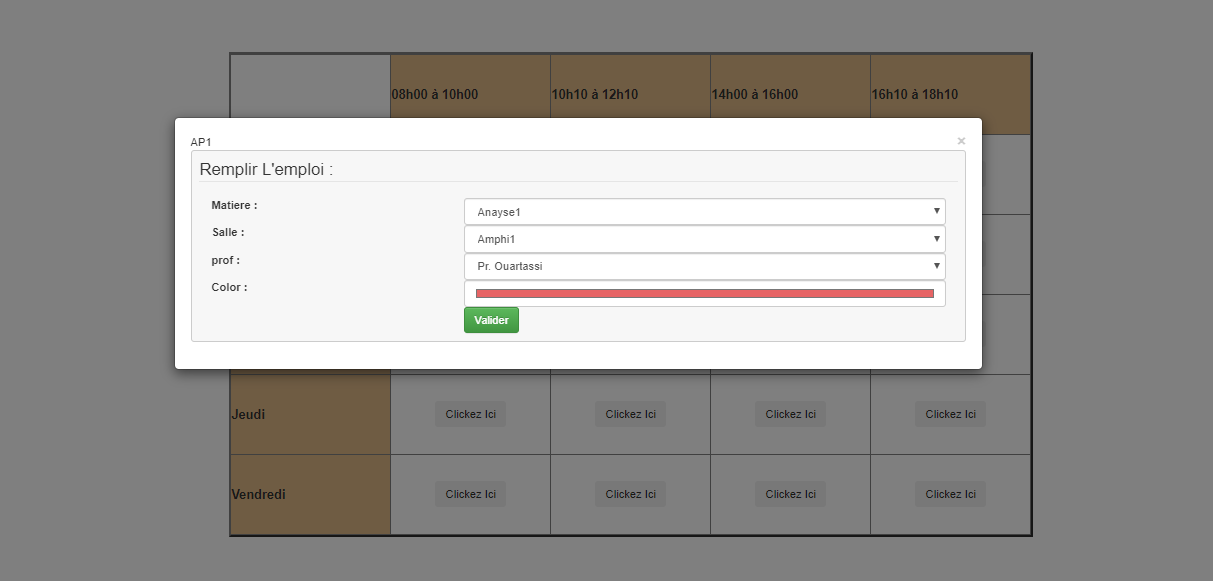 08h00 à 10h00 10h10 à 12h10 14h00 à 16h00 16h10 à 18h10
AP1 ×
Remplir L'emploi :
Matiere : Anayse1
Salle : Amphi1
prof : Pr. Ouartassi
Color :
Valider
Jeudi Clickez Ici Clickez Ici Clickez Ici Clickez Ici
Vendredi Clickez Ici Clickez Ici Clickez Ici Clickez Ici